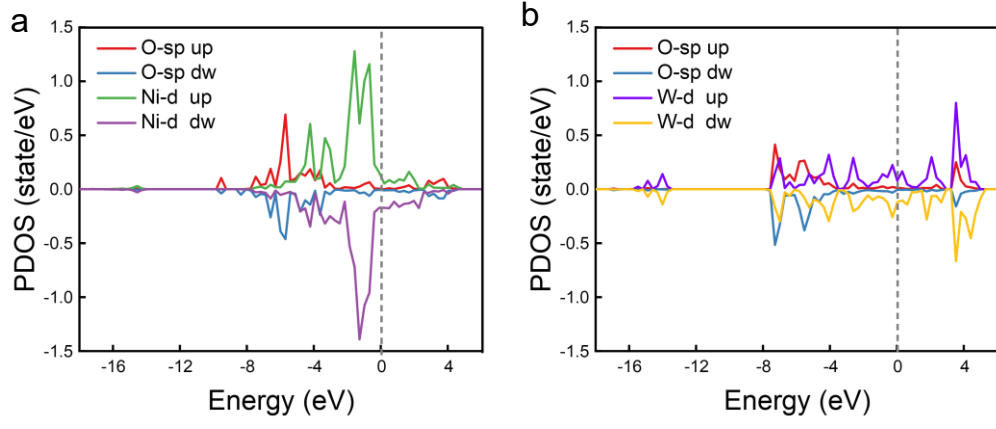 a
O-sp up
O-sp dw
Ni-d up
Ni-d dw
PDOS (state/eV)
1.5
1.0
0.5
0.0
-0.5
-1.0
-1.5
-16
-12
-8
-4
0
4
Energy (eV)
b
O-sp up
O-sp dw
W-d up
W-d dw
PDOS (state/eV)
1.5
1.0
0.5
0.0
-0.5
-1.0
-1.5
-16
-12
-8
-4
0
4
Energy (eV)